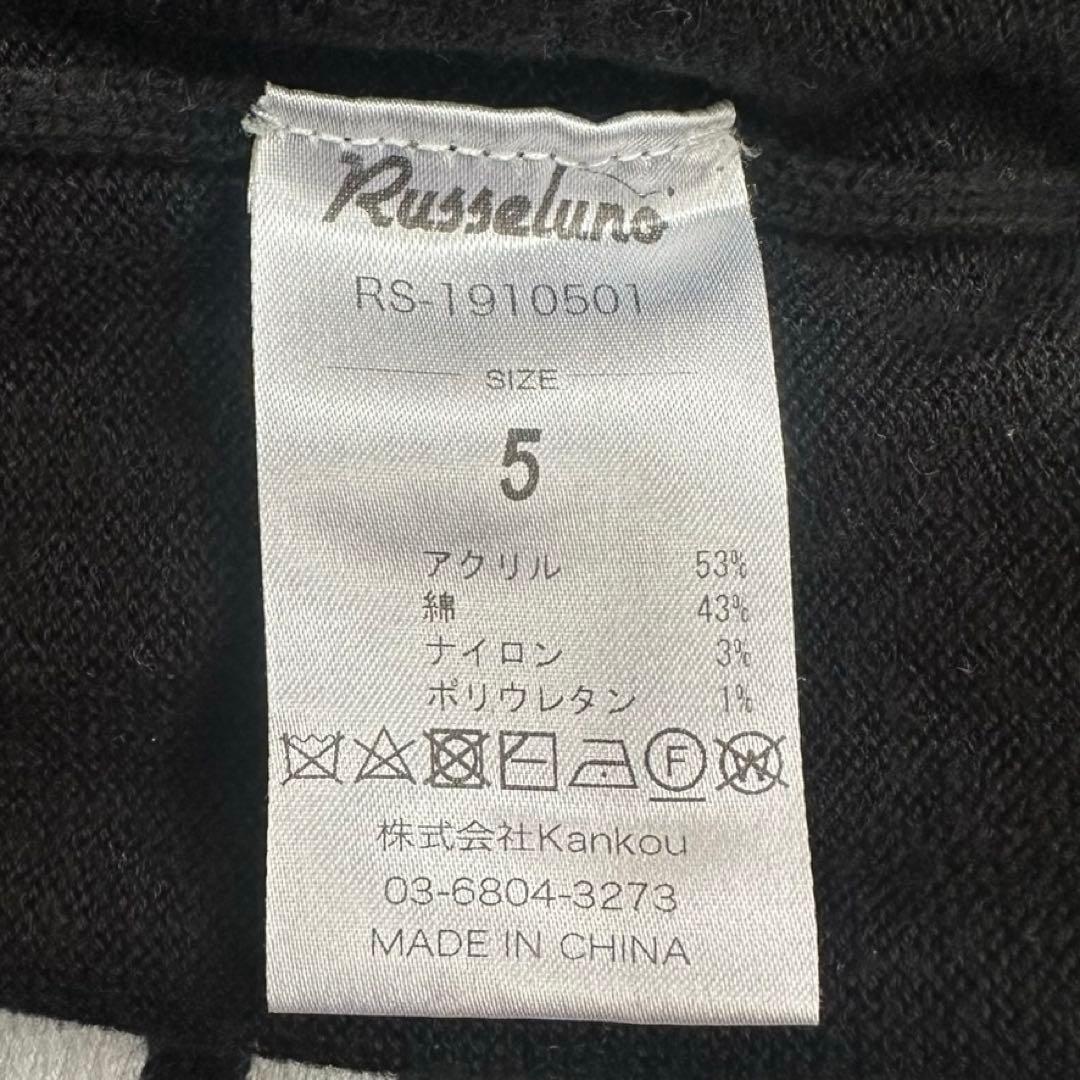 Russeluno
RS-1910501
SIZE
5
アクリル 53%
綿 43%
ナイロン 3%
ポリウレタン 1%
F W
株式会社Kankou
03-6804-3273
MADE IN CHINA